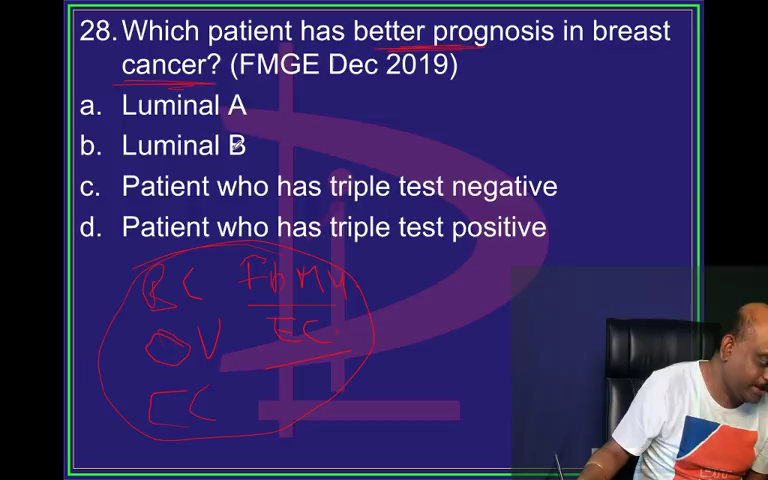 28. Which patient has better prognosis in breast
cancer? (FMGE Dec 2019)
a. Luminal A
b. Luminal B
c. Patient who has triple test negative
d. Patient who has triple test positive
EC
OV
EC